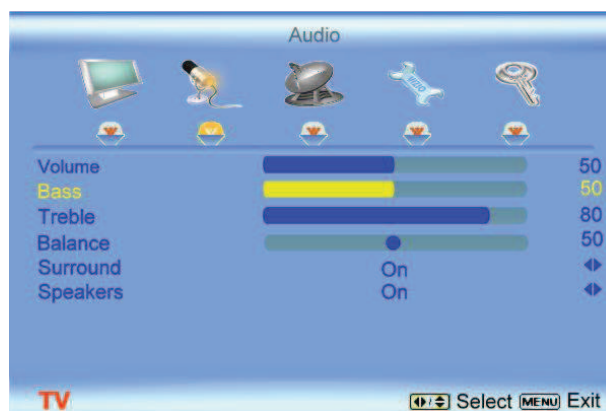 Audio
Volume 50
Bass 50
Treble 80
Balance 50
Surround On
Speakers On
TV Select MENU Exit